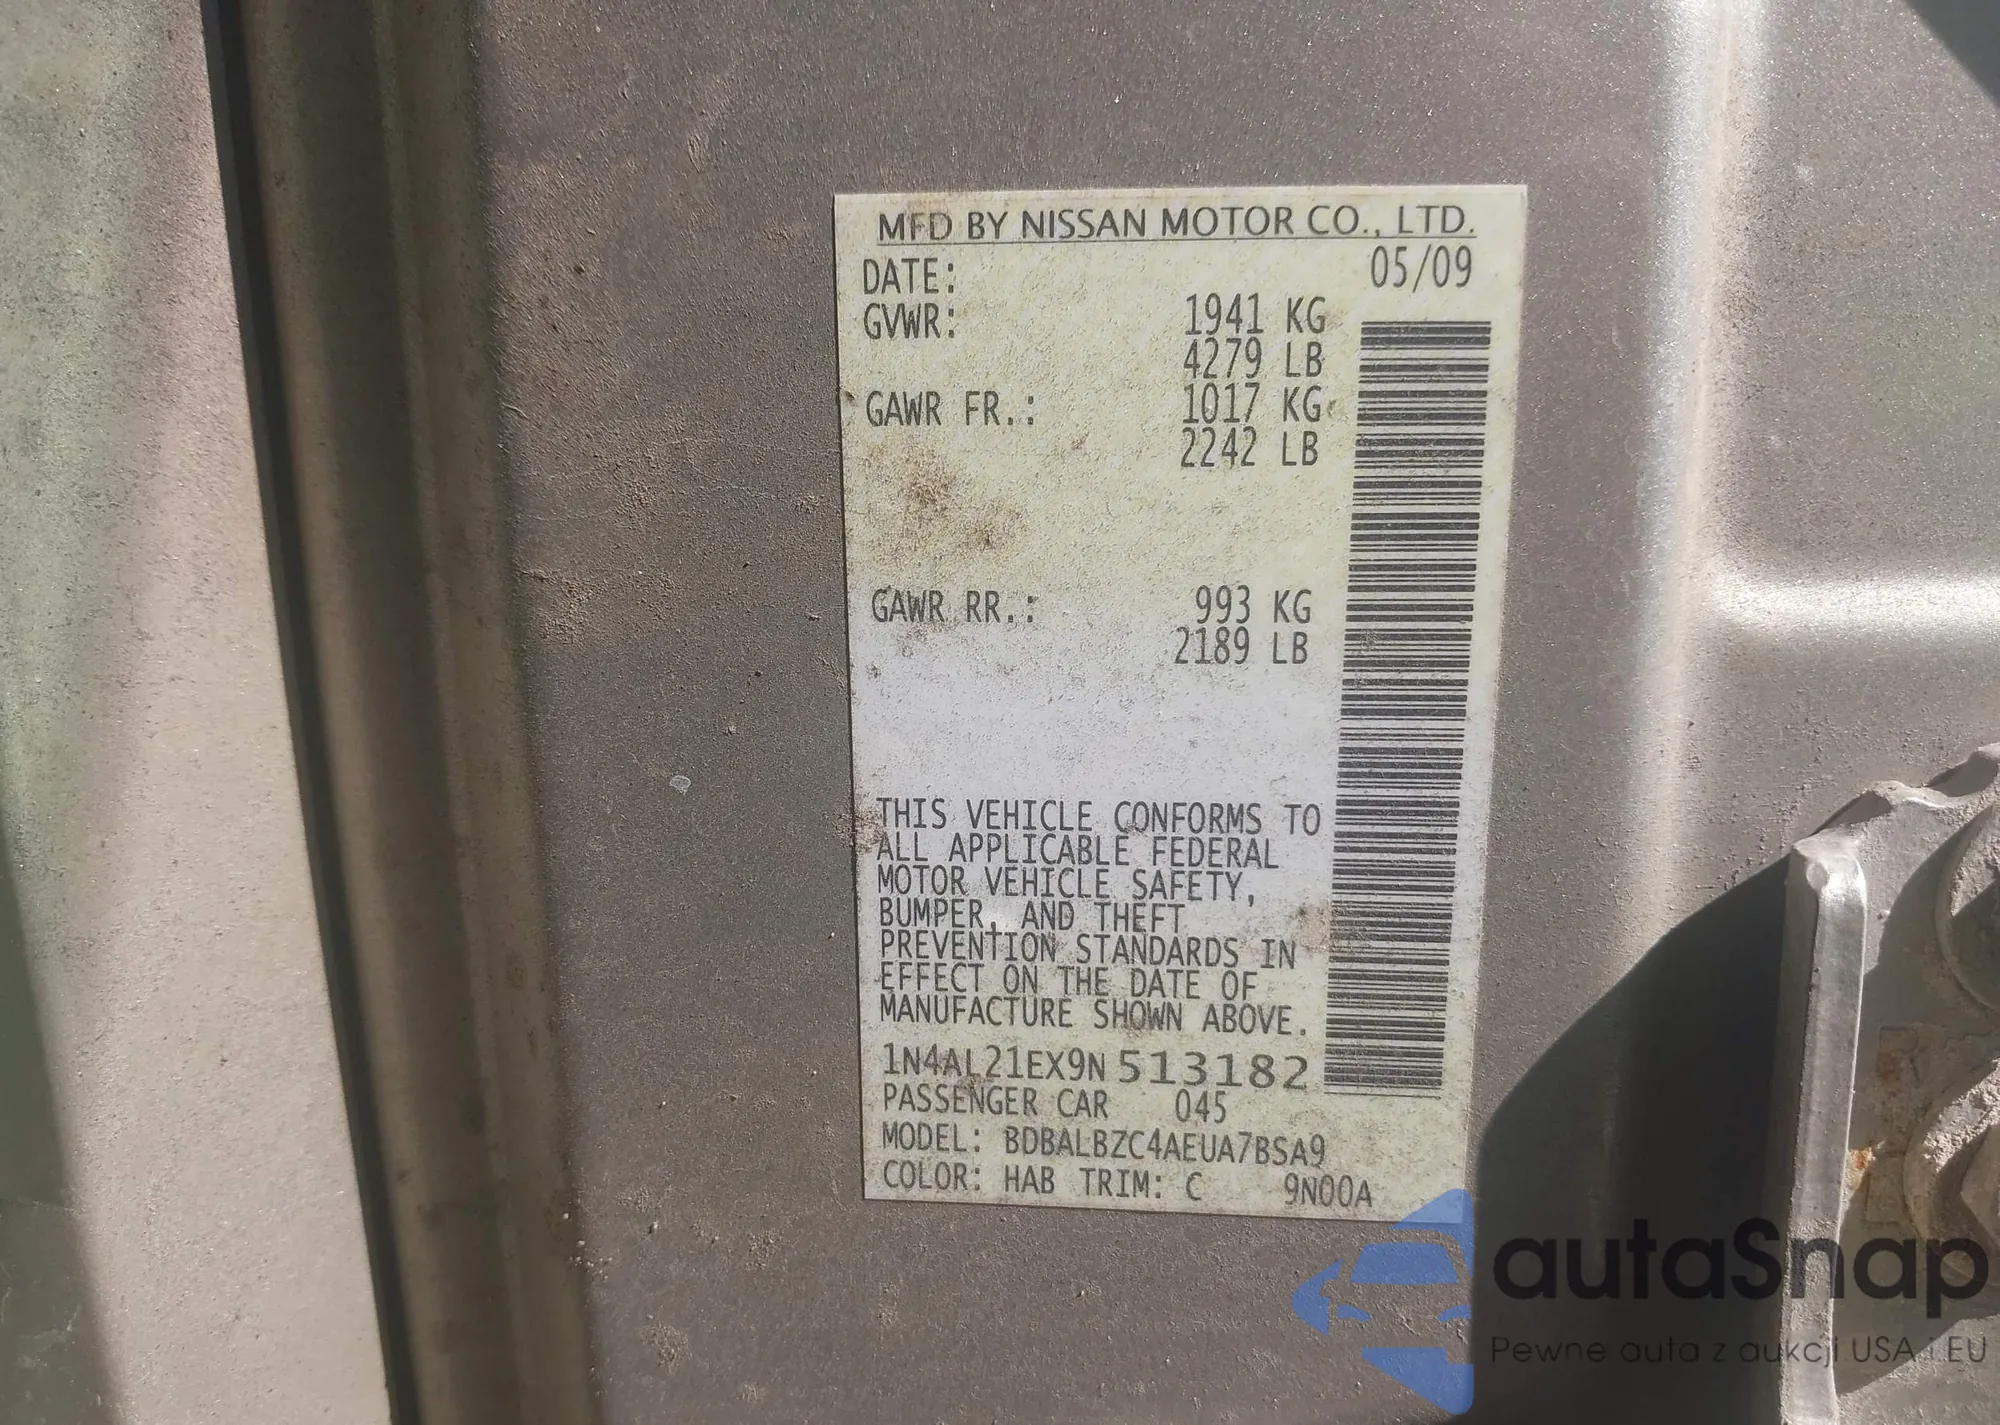 MFD BY NISSAN MOTOR CO., LTD.
DATE: 05/09
GVWR: 1941 KG
4279 LB
GAWR FR.: 1017 KG
2242 LB
GAWR RR.: 993 KG
2189 LB
THIS VEHICLE CONFORMS TO
ALL APPLICABLE FEDERAL
MOTOR VEHICLE SAFETY,
BUMPER, AND THEFT
PREVENTION STANDARDS IN
EFFECT ON THE DATE OF
MANUFACTURE SHOWN ABOVE.
1N4AL21EX9N513182
PASSENGER CAR 045
MODEL: BDBALBZC4AEUA7BSA9
COLOR: HAB TRIM: C 9N00A
autaSnap
Pewne auta z aukcji USA i EU